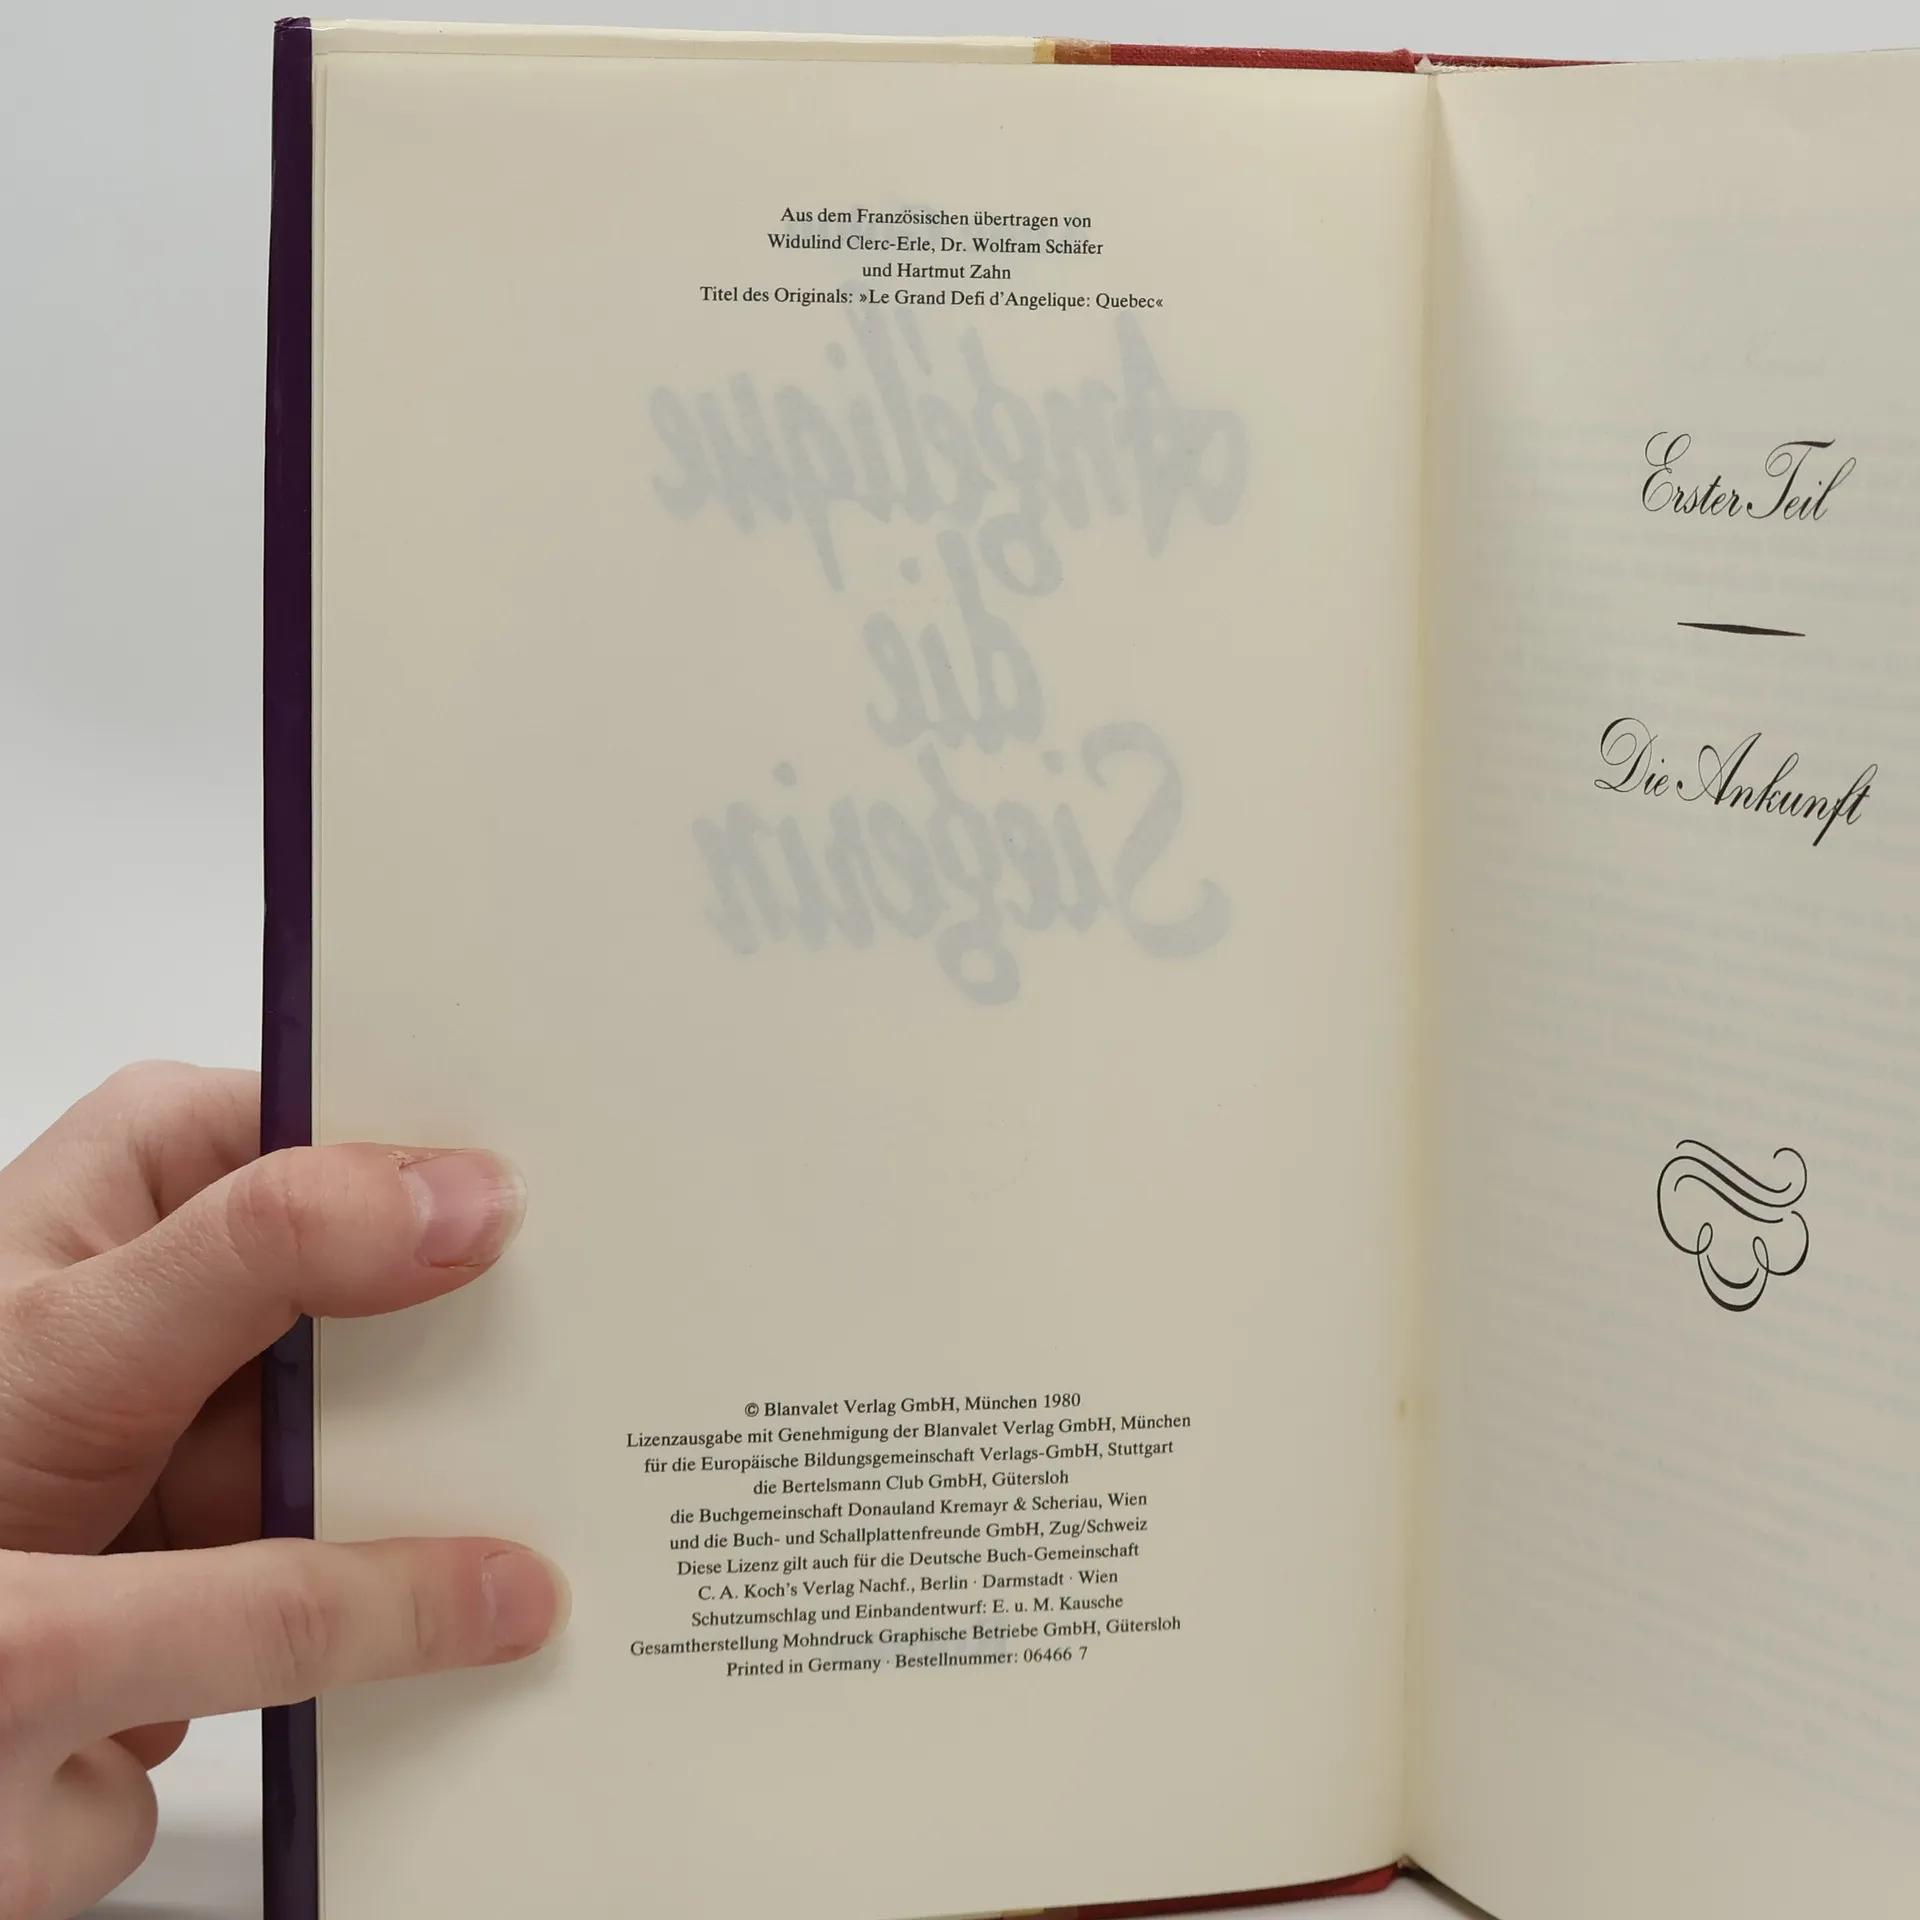 Aus dem Französischen übertragen von
Widulind Clerc-Erle, Dr. Wolfram Schäfer
und Hartmut Zahn
Titel des Originals: »Le Grand Defi d'Angelique: Quebec«
Angelique
die
Siegerin
© Blanvalet Verlag GmbH, München 1980
Lizenzausgabe mit Genehmigung der Blanvalet Verlag GmbH, München
für die Europäische Bildungsgemeinschaft Verlags-GmbH, Stuttgart
die Bertelsmann Club GmbH, Gütersloh
die Buchgemeinschaft Donauland Kremayr & Scheriau, Wien
und die Buch- und Schallplattenfreunde GmbH, Zug/Schweiz
Diese Lizenz gilt auch für die Deutsche Buch-Gemeinschaft
C. A. Koch's Verlag Nachf., Berlin · Darmstadt · Wien
Schutzumschlag und Einbandentwurf: E. u. M. Kausche
Gesamtherstellung Mohndruck Graphische Betriebe GmbH, Gütersloh
Printed in Germany · Bestellnummer: 06466 7
Erster Teil
Die Ankunft